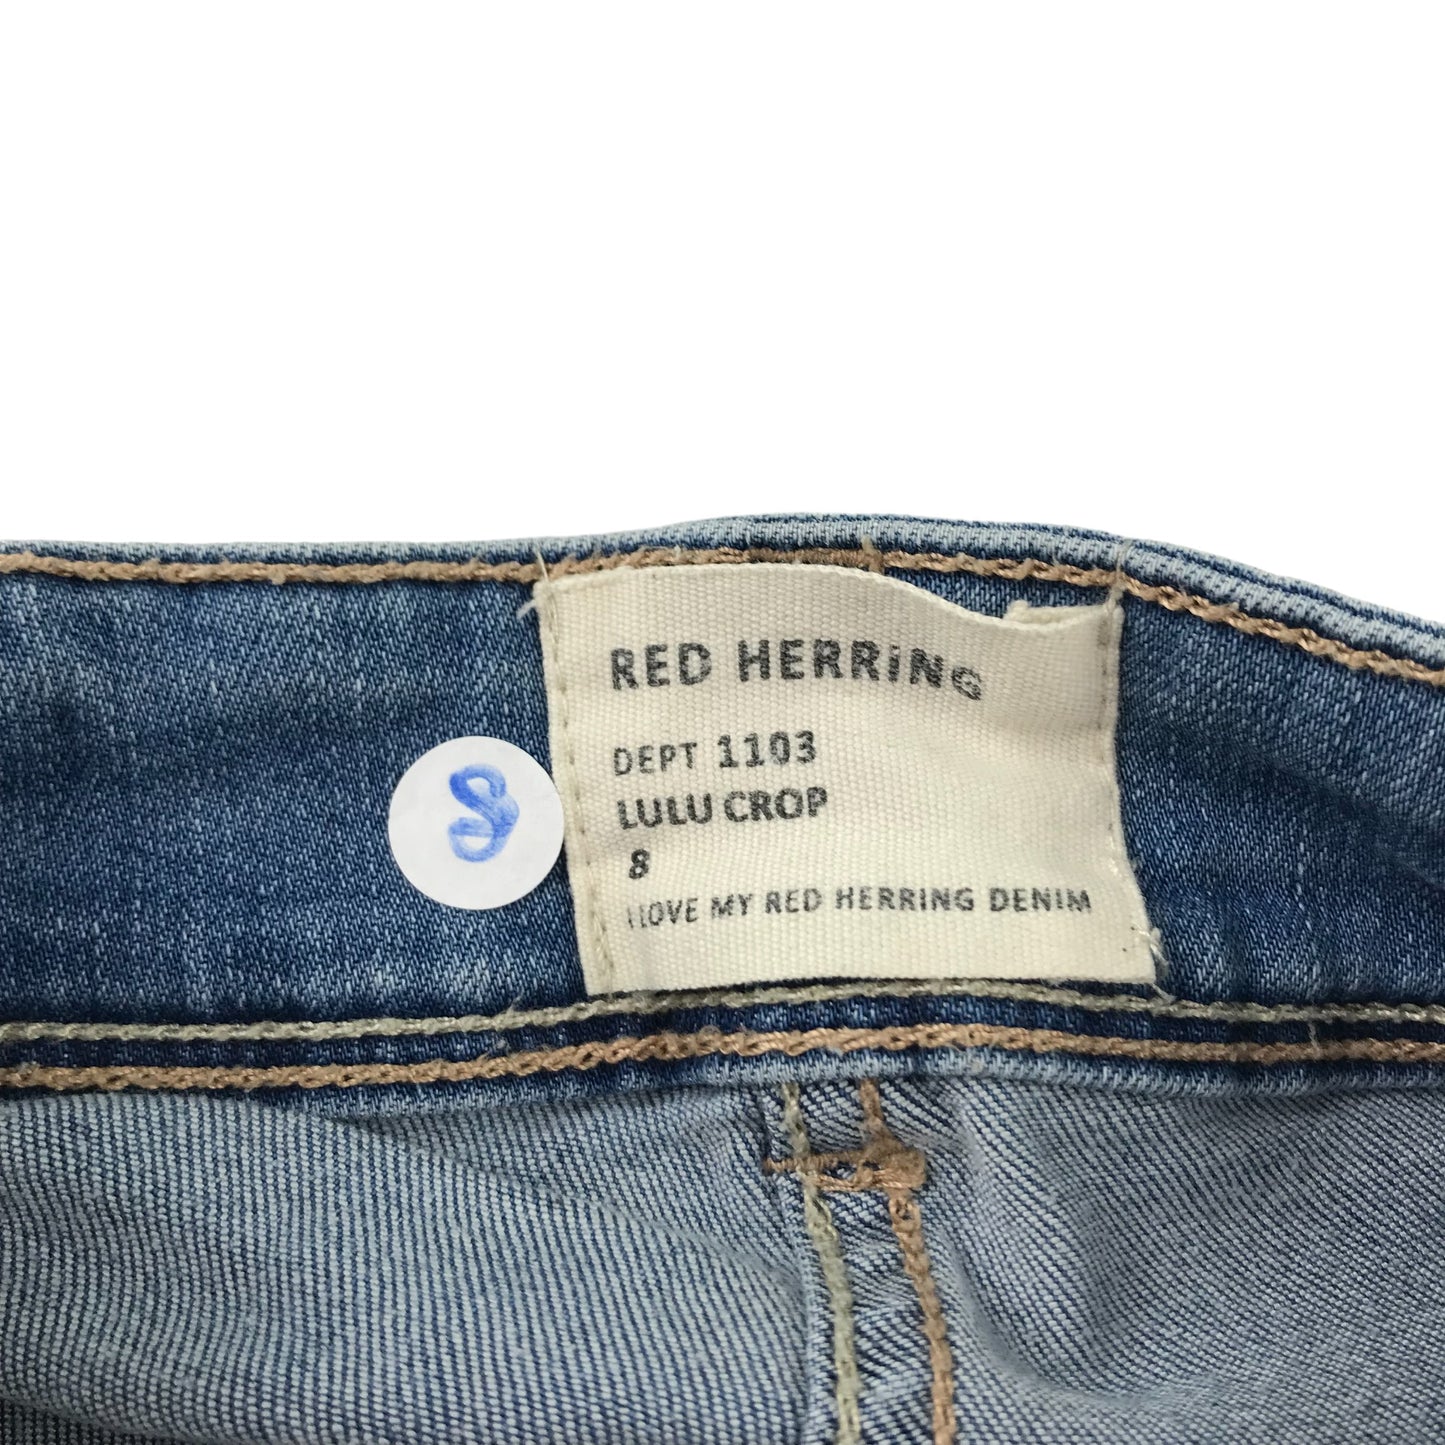 RED HERRiNG
DEPT 1103
LULU CROP
8
I LOVE MY RED HERRING DENIM
8